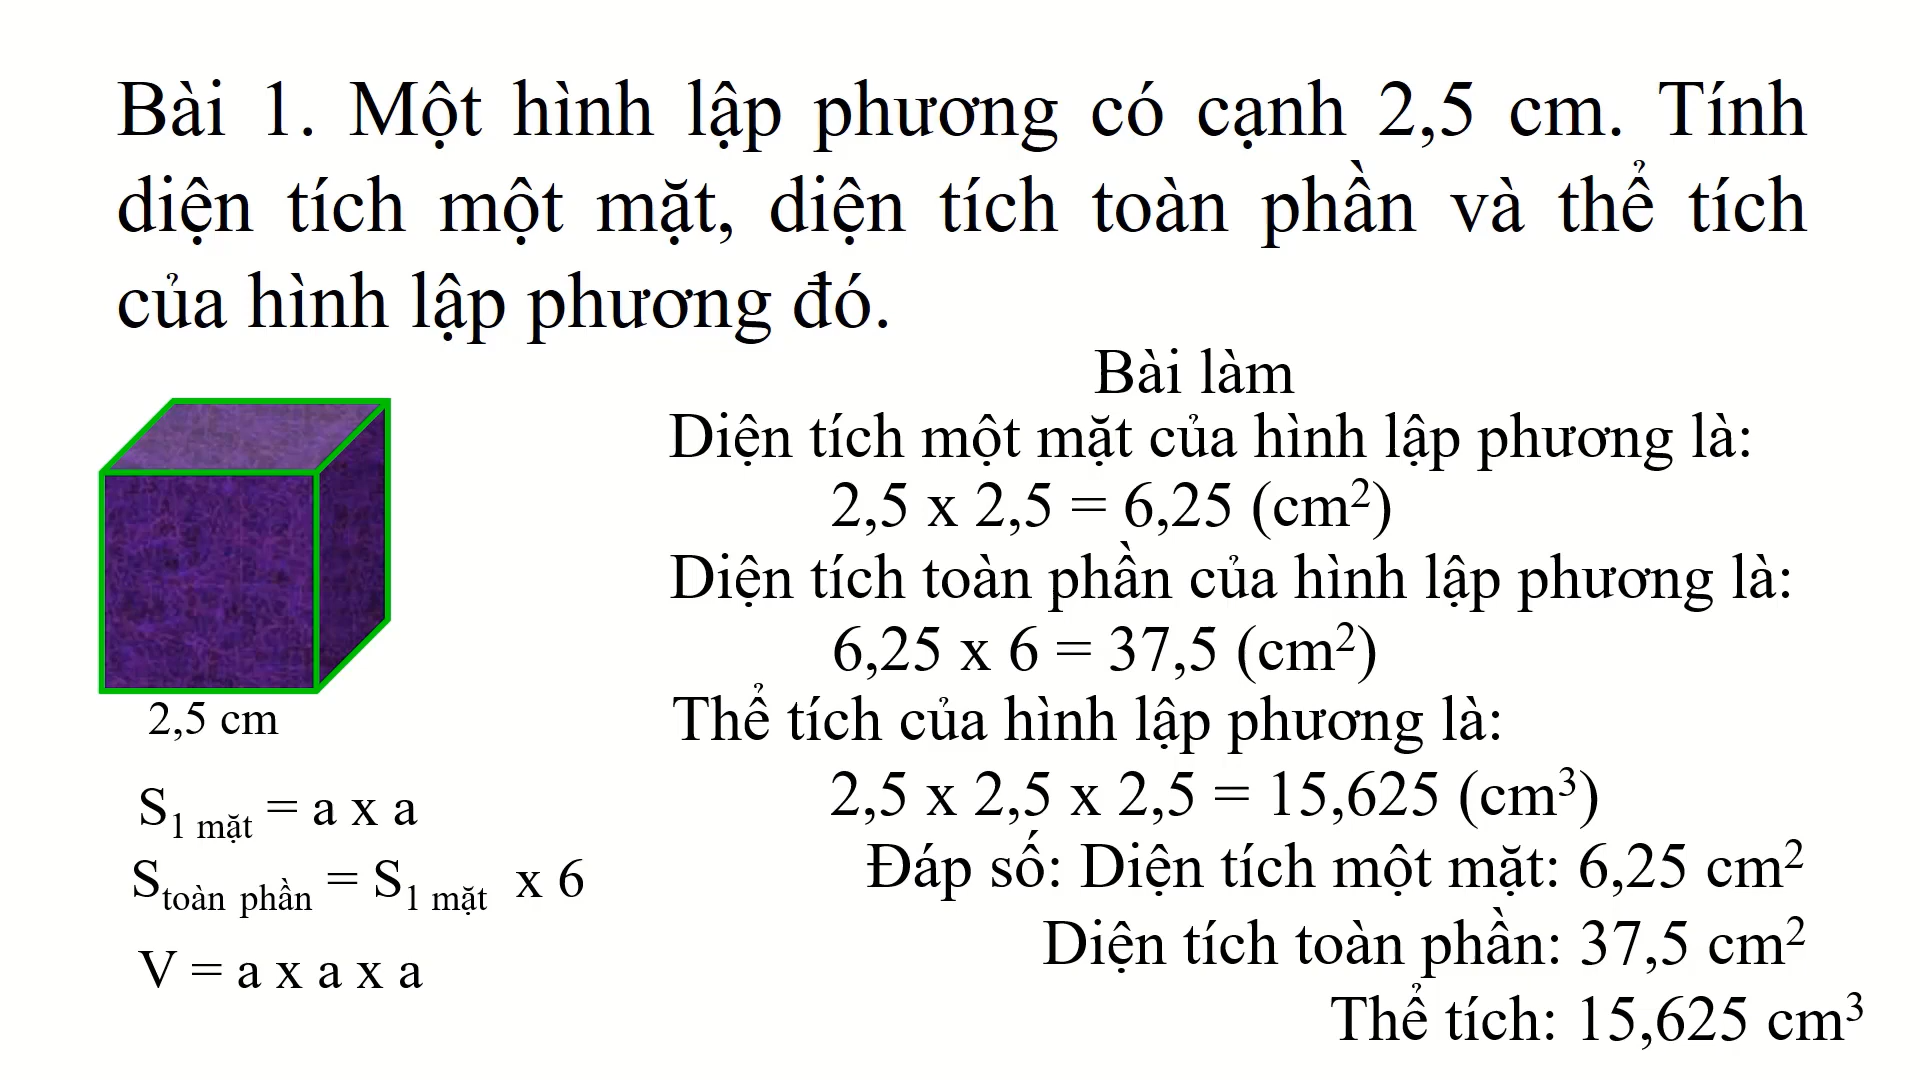 Bài 1. Một hình lập phương có cạnh 2,5 cm. Tính
diện tích một mặt, diện tích toàn phần và thể tích
của hình lập phương đó.
Bài làm
Diện tích một mặt của hình lập phương là:
2,5 x 2,5 = 6,25 (cm²)
Diện tích toàn phần của hình lập phương là:
6,25 x 6 = 37,5 (cm²)
Thể tích của hình lập phương là:
2,5 x 2,5 x 2,5 = 15,625 (cm³)
Đáp số: Diện tích một mặt: 6,25 cm²
Diện tích toàn phần: 37,5 cm²
Thể tích: 15,625 cm³
2,5 cm
S1 mặt = a x a
Stoàn phần = S1 mặt x 6
V = a x a x a